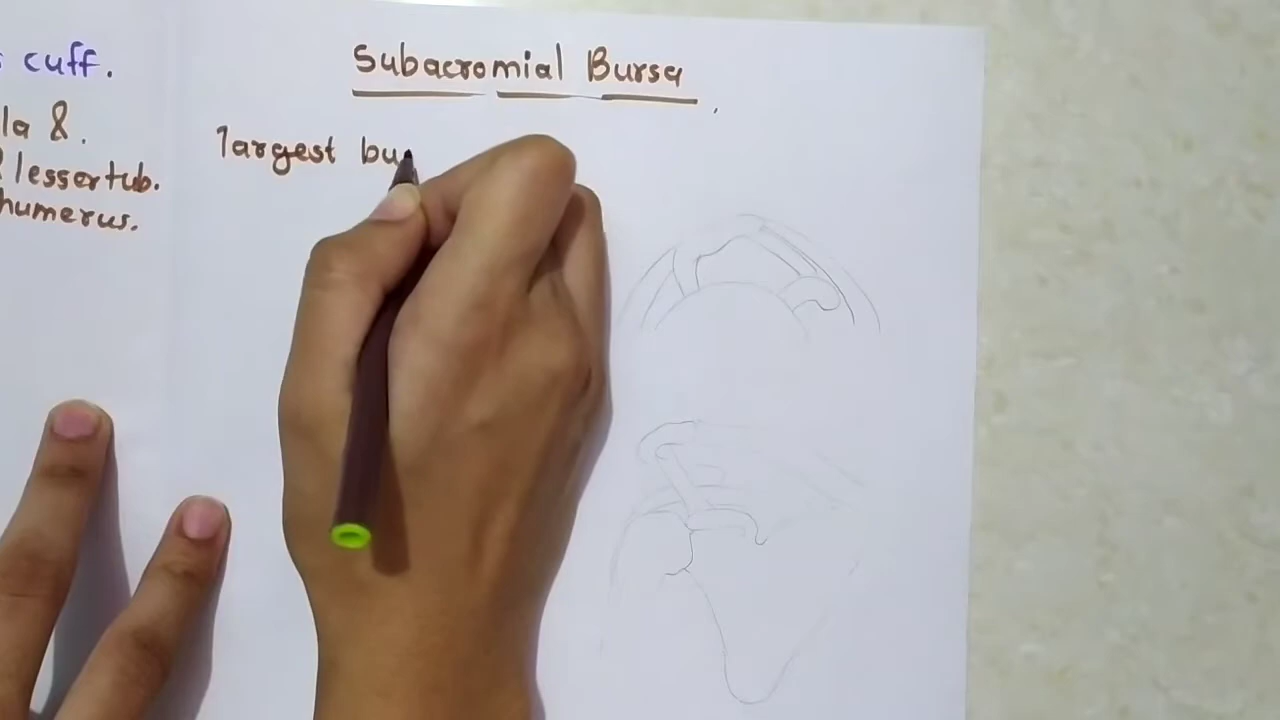 cuff.
la &.
lessertub.
humerus.
Subacromial Bursa
largest bu